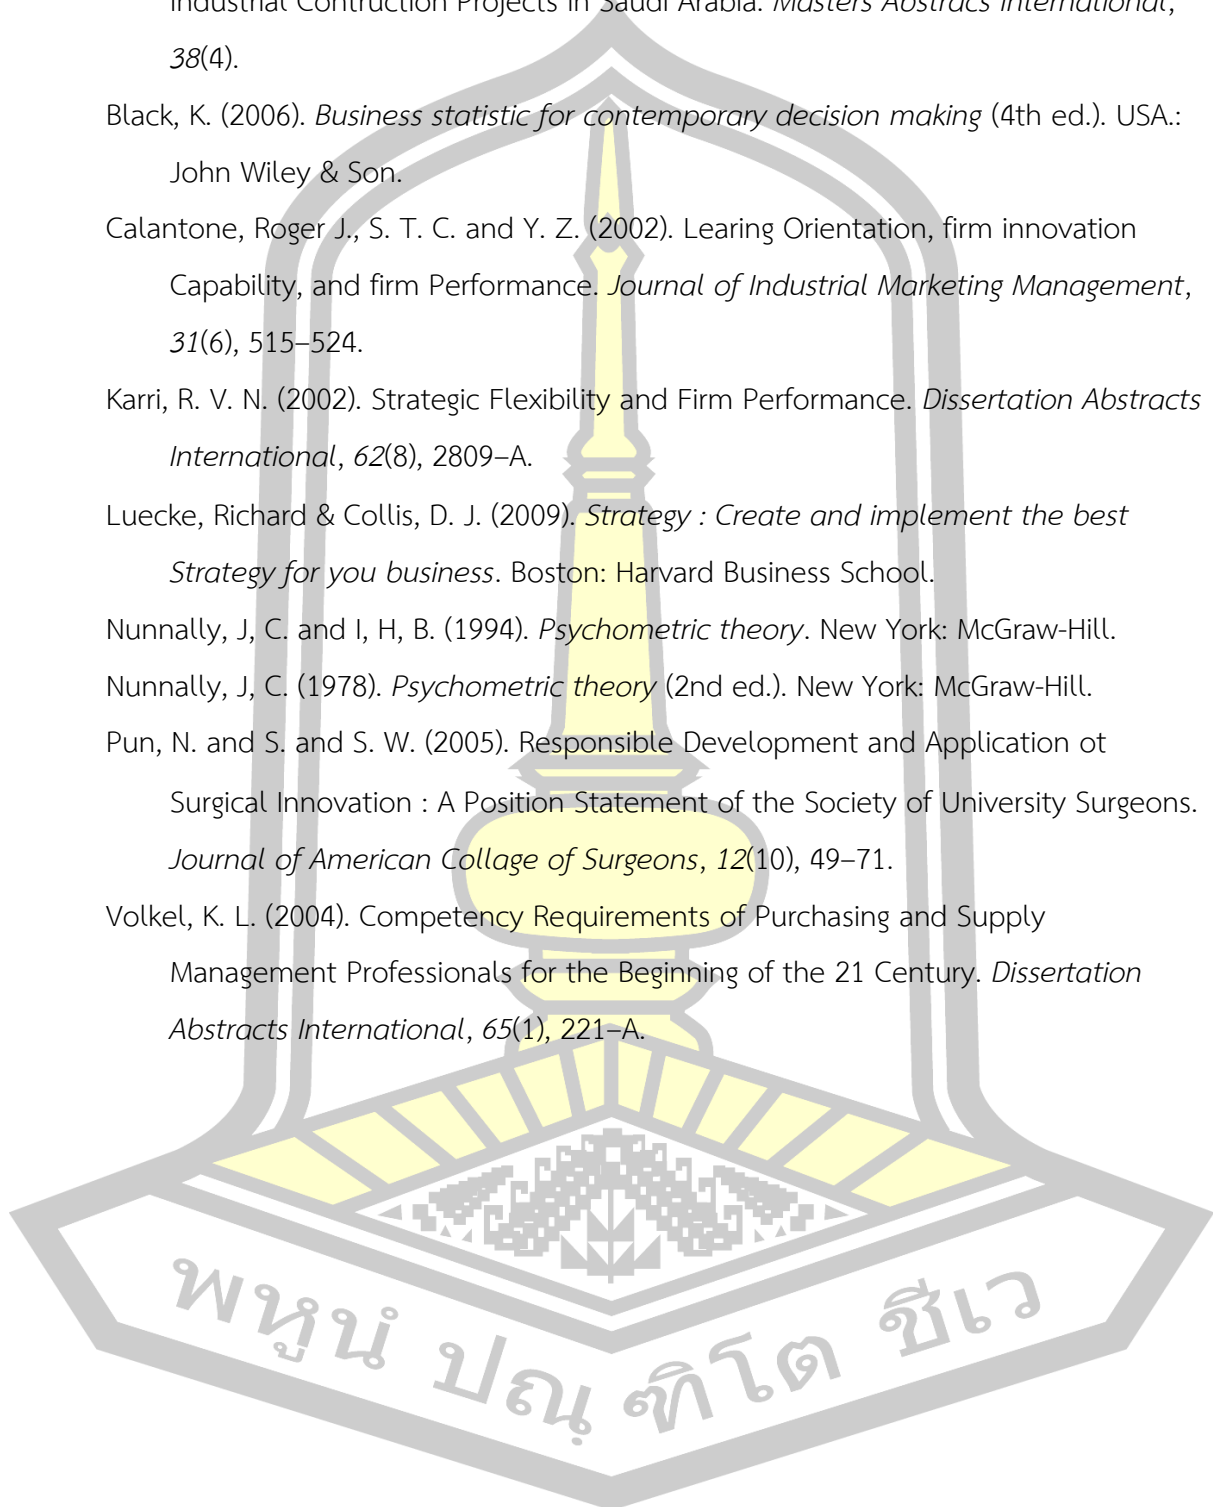 Industrial Contruction Projects in Saudi Arabia. Masters Abstracs International,
38(4).
Black, K. (2006). Business statistic for contemporary decision making (4th ed.). USA.:
John Wiley & Son.
Calantone, Roger J., S. T. C. and Y. Z. (2002). Learing Orientation, firm innovation
Capability, and firm Performance. Journal of Industrial Marketing Management,
31(6), 515–524.
Karri, R. V. N. (2002). Strategic Flexibility and Firm Performance. Dissertation Abstracts
International, 62(8), 2809–A.
Luecke, Richard & Collis, D. J. (2009). Strategy : Create and implement the best
Strategy for you business. Boston: Harvard Business School.
Nunnally, J, C. and I, H, B. (1994). Psychometric theory. New York: McGraw-Hill.
Nunnally, J, C. (1978). Psychometric theory (2nd ed.). New York: McGraw-Hill.
Pun, N. and S. and S. W. (2005). Responsible Development and Application ot
Surgical Innovation : A Position Statement of the Society of University Surgeons.
Journal of American Collage of Surgeons, 12(10), 49–71.
Volkel, K. L. (2004). Competency Requirements of Purchasing and Supply
Management Professionals for the Beginning of the 21 Century. Dissertation
Abstracts International, 65(1), 221–A.
พหูนํ ปณฺฑิโต ชีเว